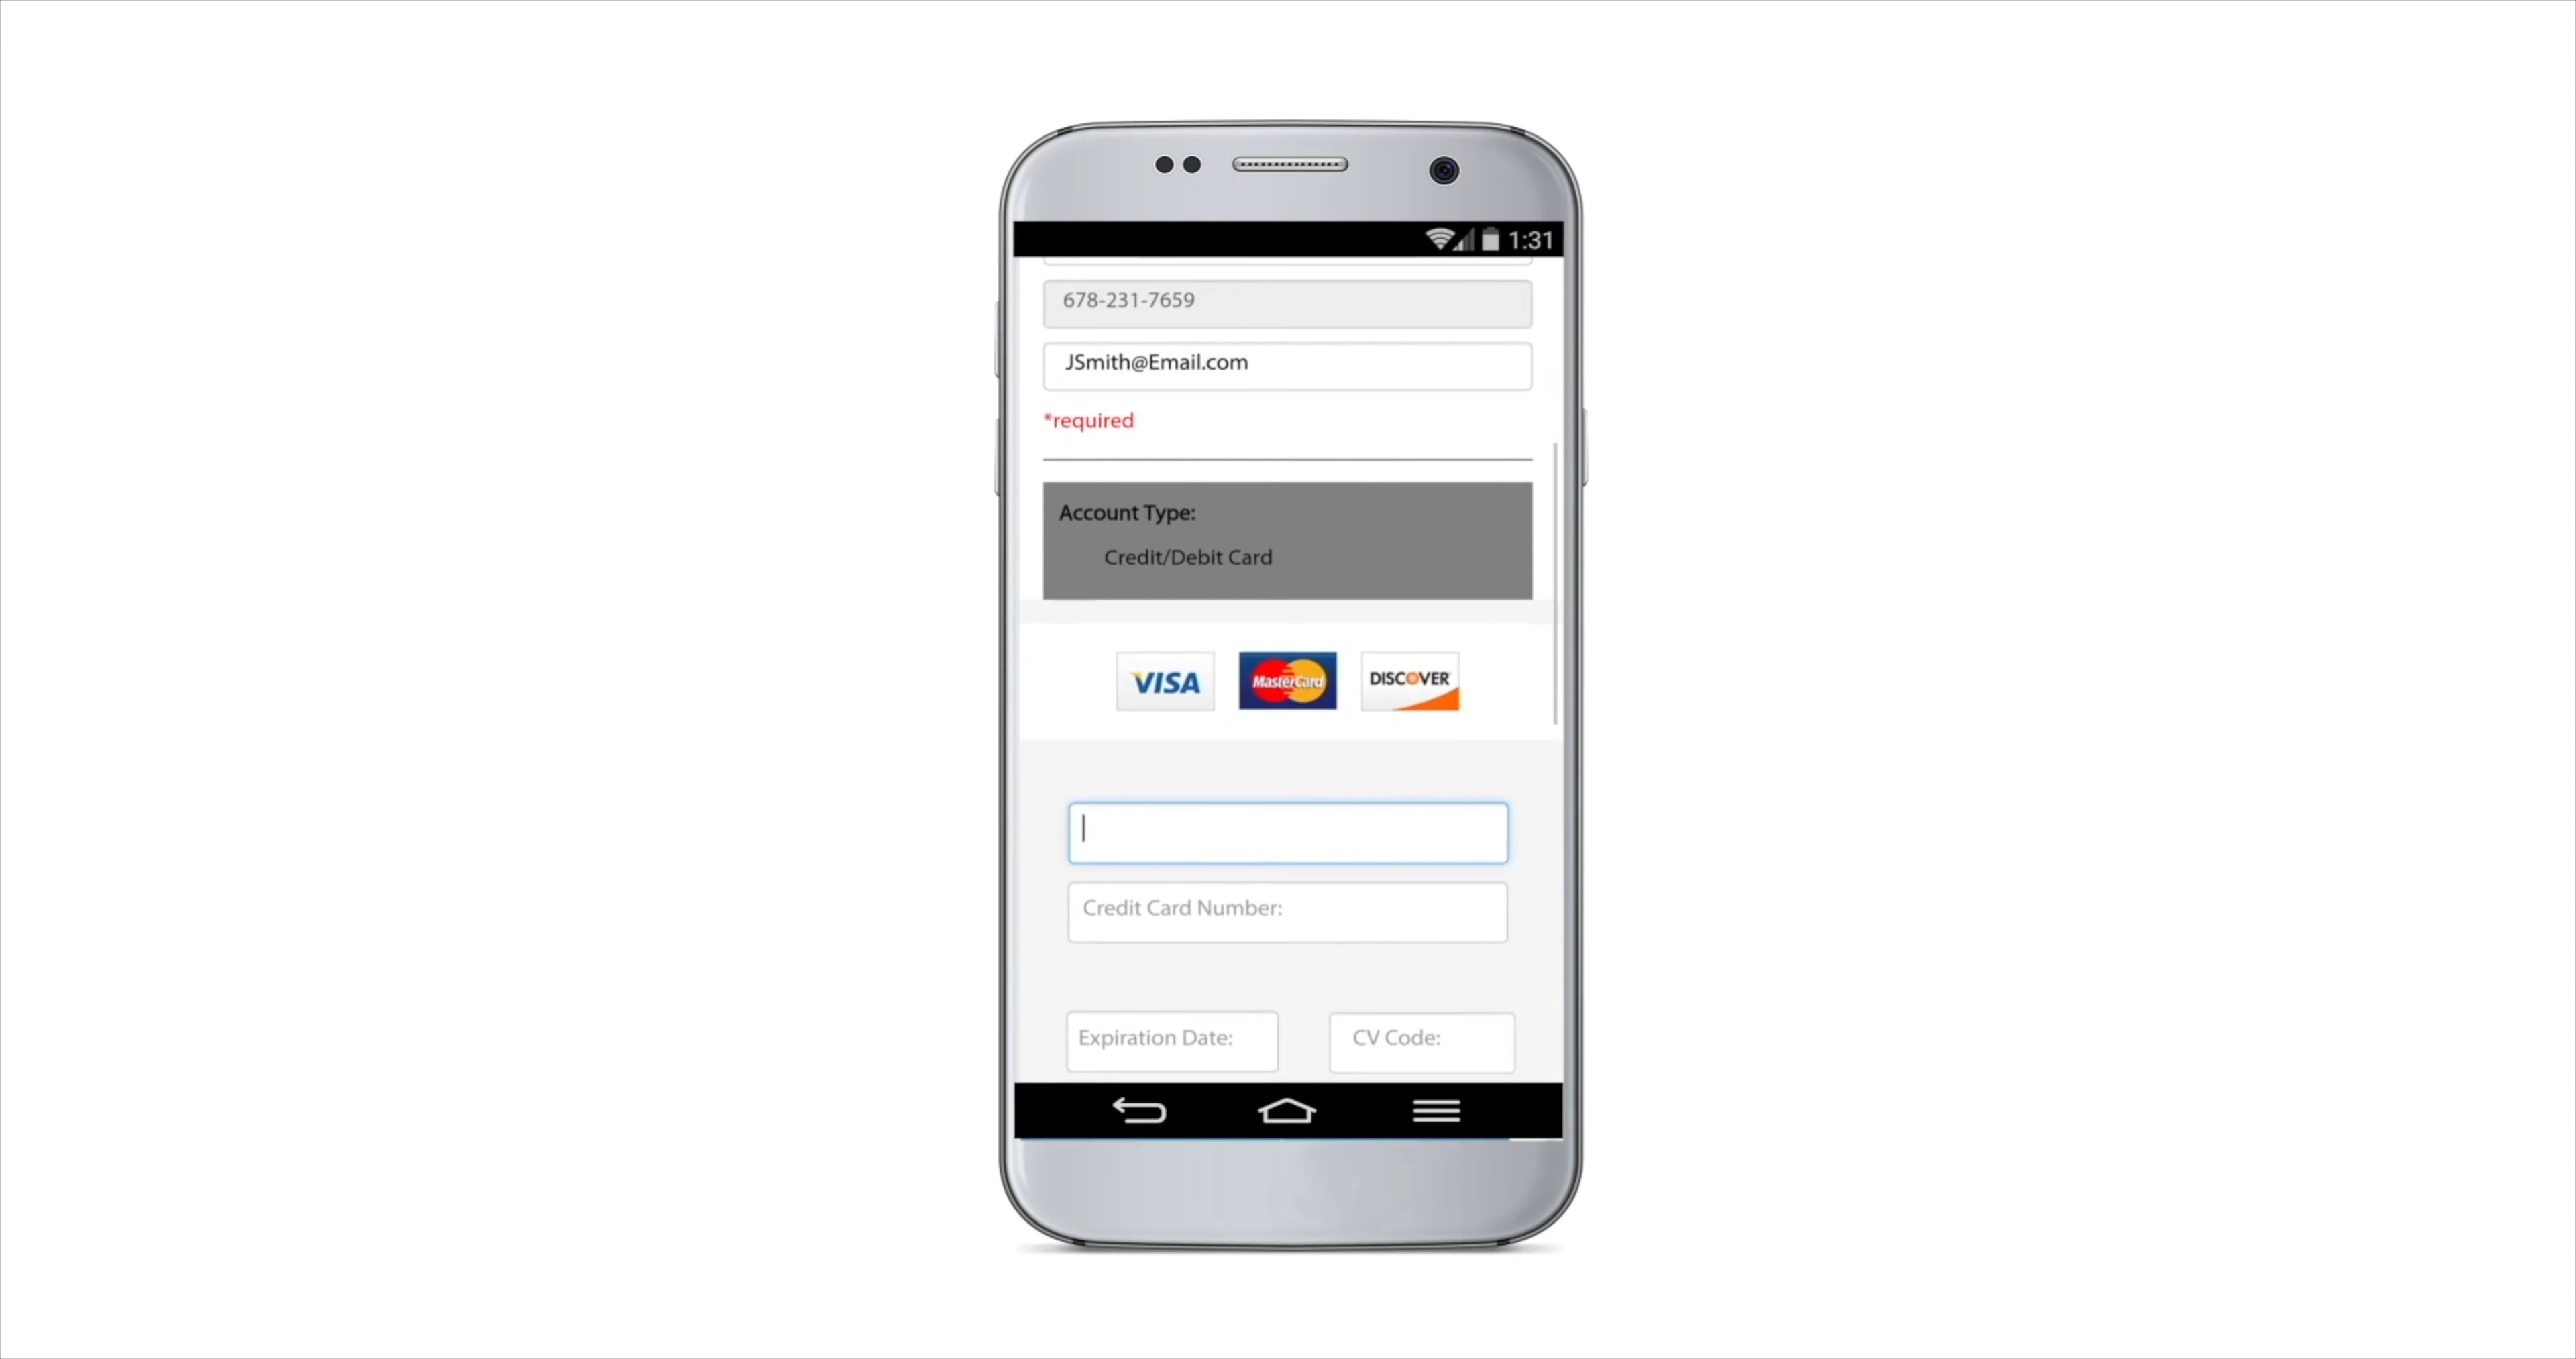 1:31
678-231-7659
JSmith@Email.com
*required
Account Type:
Credit/Debit Card
VISA MasterCard DISCOVER
Credit Card Number:
Expiration Date: CV Code: